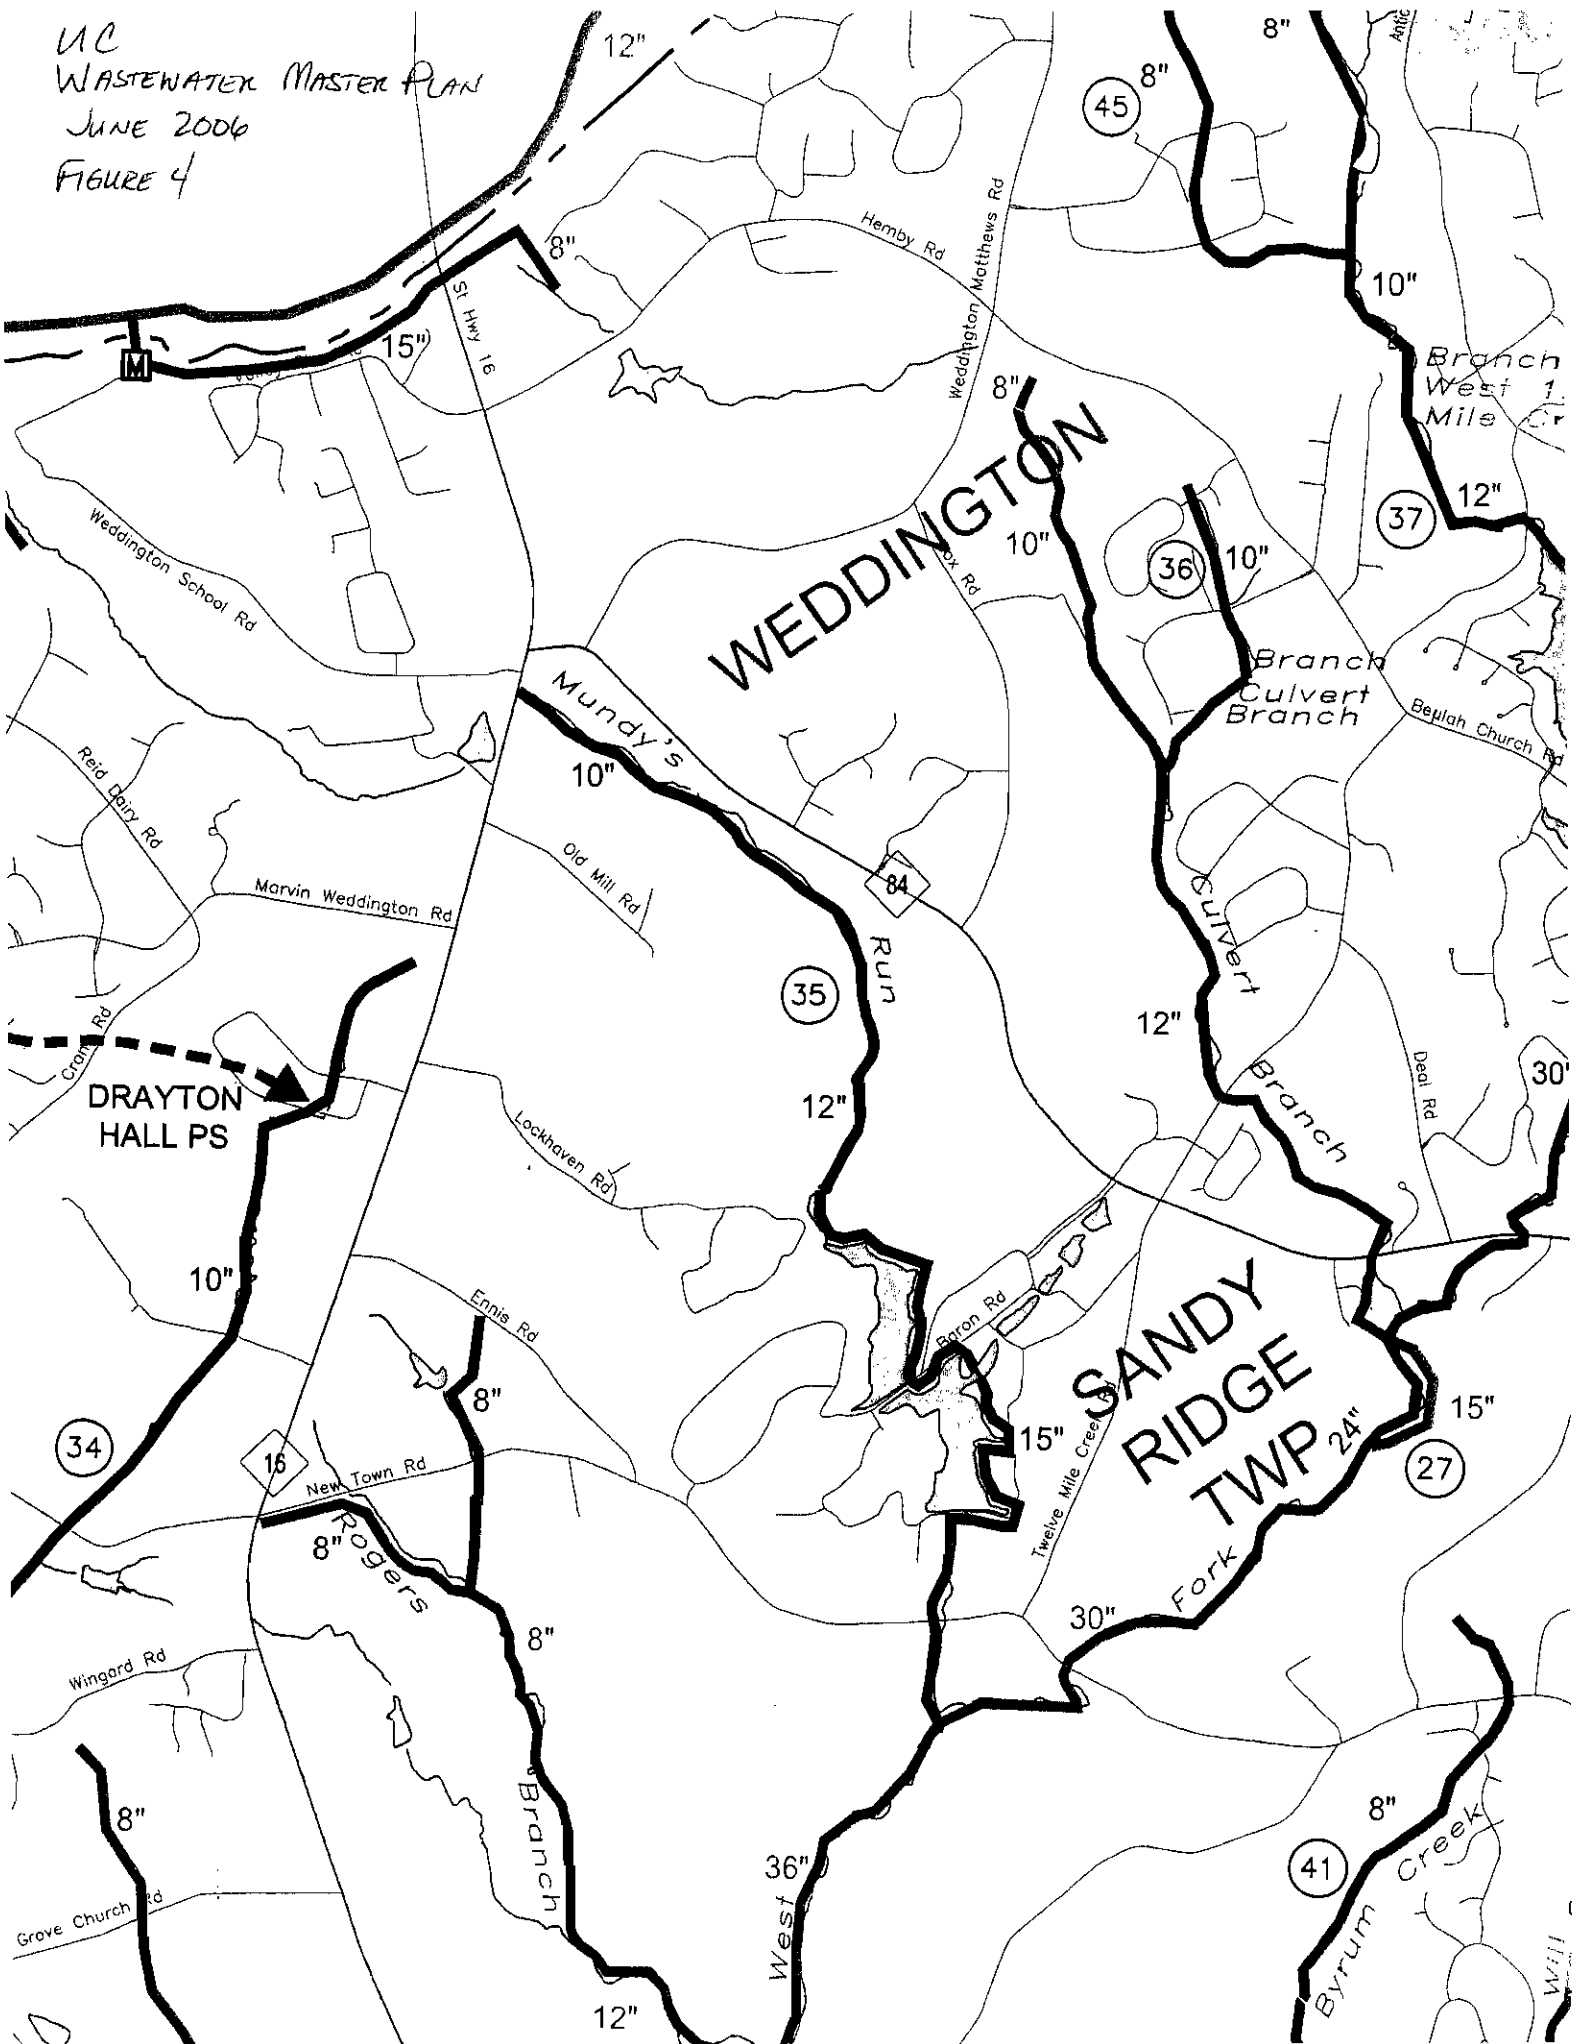 UC
WASTEWATER MASTER PLAN
JUNE 2006
FIGURE 4
12"
8"
8"
45
8"
Hemby Rd
Weddington Matthews Rd
10"
St Hwy 16
15"
M
Branch
West 1
Mile Cr
8"
WEDDINGTON
12"
37
10"
36
10"
Weddington School Rd
Mundy's
Branch
Culvert
Branch
Beulah Church Rd
Reid Dairy Rd
10"
Old Mill Rd
84
Marvin Weddington Rd
Culvert
Run
35
12"
Rd
DRAYTON
HALL PS
Deal Rd
30"
Branch
12"
Lockhaven Rd
10"
Ennis Rd
Baron Rd
SANDY
RIDGE
TWP
8"
34
16
New Town Rd
15"
24"
15"
27
Twelve Mile Creek
8"
Rogers
Fork
30"
8"
Wingard Rd
8"
Branch
8"
Creek
36"
41
Grove Church Rd
West
Byrum
Will
12"